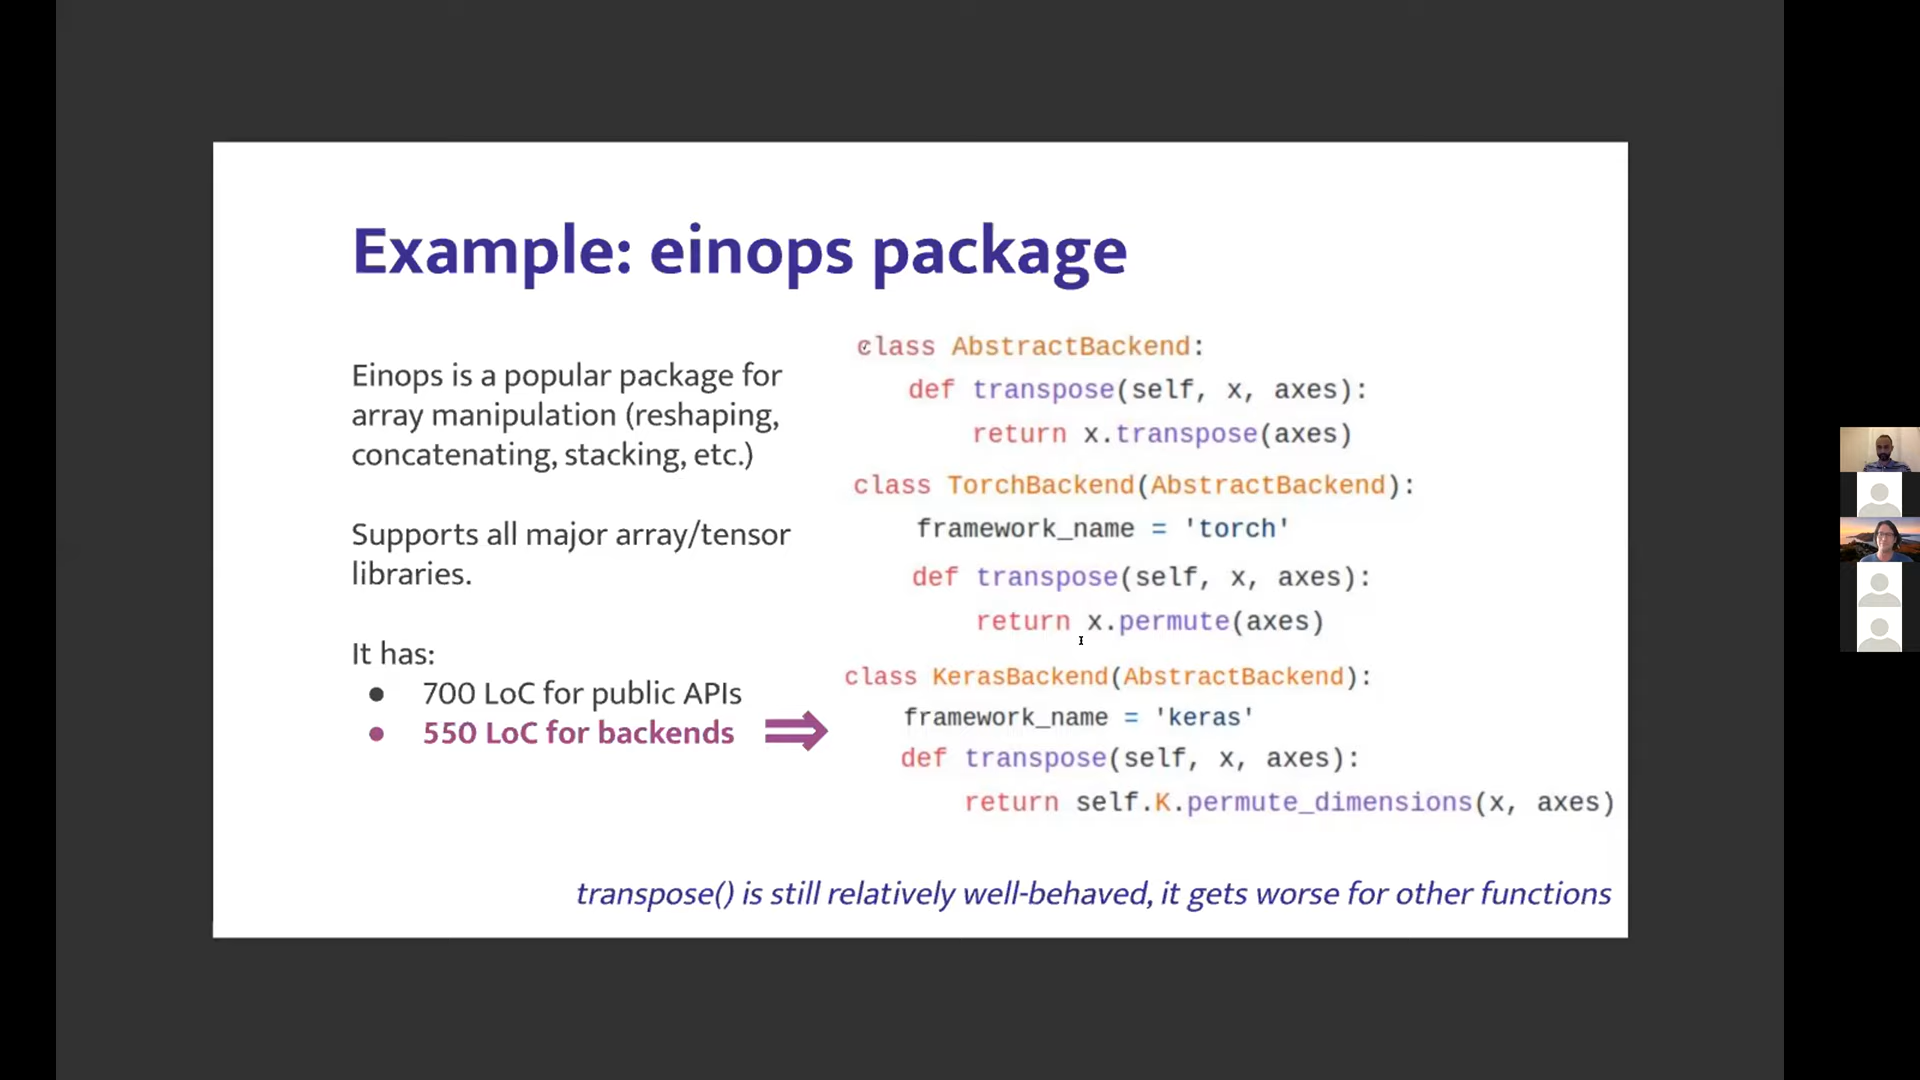 Example: einops package
Einops is a popular package for
array manipulation (reshaping,
concatenating, stacking, etc.)
Supports all major array/tensor
libraries.
It has:
● 700 LoC for public APIs
● 550 LoC for backends
class AbstractBackend:
def transpose(self, x, axes):
return x.transpose(axes)
class TorchBackend(AbstractBackend):
framework_name = 'torch'
def transpose(self, x, axes):
return x.permute(axes)
class KerasBackend(AbstractBackend):
framework_name = 'keras'
def transpose(self, x, axes):
return self.K.permute_dimensions(x, axes)
transpose() is still relatively well-behaved, it gets worse for other functions